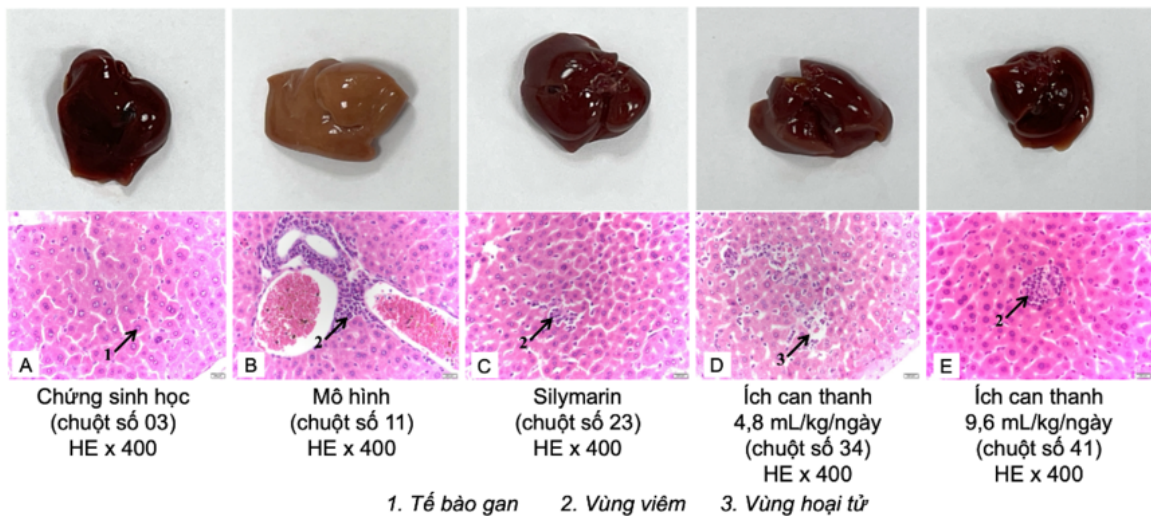 1
A
2
B
2
C
3
D
2
E
Chứng sinh học
(chuột số 03)
HE x 400
Mô hình
(chuột số 11)
HE x 400
Silymarin
(chuột số 23)
HE x 400
Ích can thanh
4,8 mL/kg/ngày
(chuột số 34)
HE x 400
Ích can thanh
9,6 mL/kg/ngày
(chuột số 41)
HE x 400
1. Tế bào gan 2. Vùng viêm 3. Vùng hoại tử